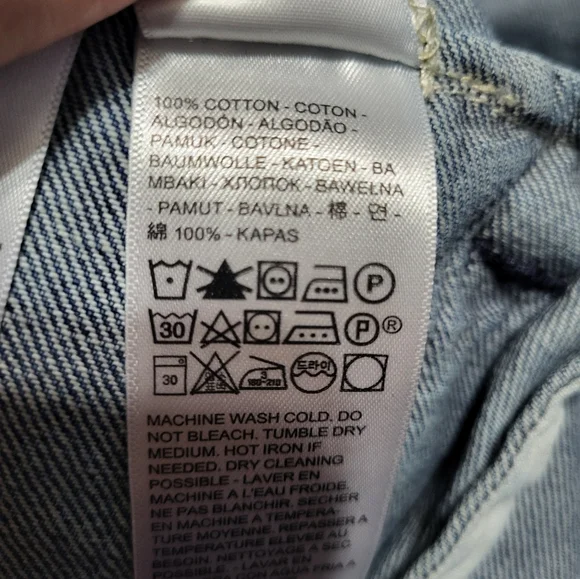 100% COTTON - COTON -
ALGODÓN - ALGODÃO -
PAMUK - COTONE -
BAUMWOLLE - KATOEN - BA
MBAKI - ХЛОПОК - BAWEŁNA
- PAMUT - BAVLNA - 棉 - 면 -
綿 100% - KAPAS
P
30 P®
30 3 180-210 드라이
MACHINE WASH COLD. DO
NOT BLEACH. TUMBLE DRY
MEDIUM. HOT IRON IF
NEEDED. DRY CLEANING
POSSIBLE - LAVER EN
MACHINE A L'EAU FROIDE.
NE PAS BLANCHIR. SECHER
EN MACHINE A TEMPERA
TURE MOYENNE. REPASSER A
TEMPERATURE ELEVEE AU
BESOIN. NETTOYAGE A SEC